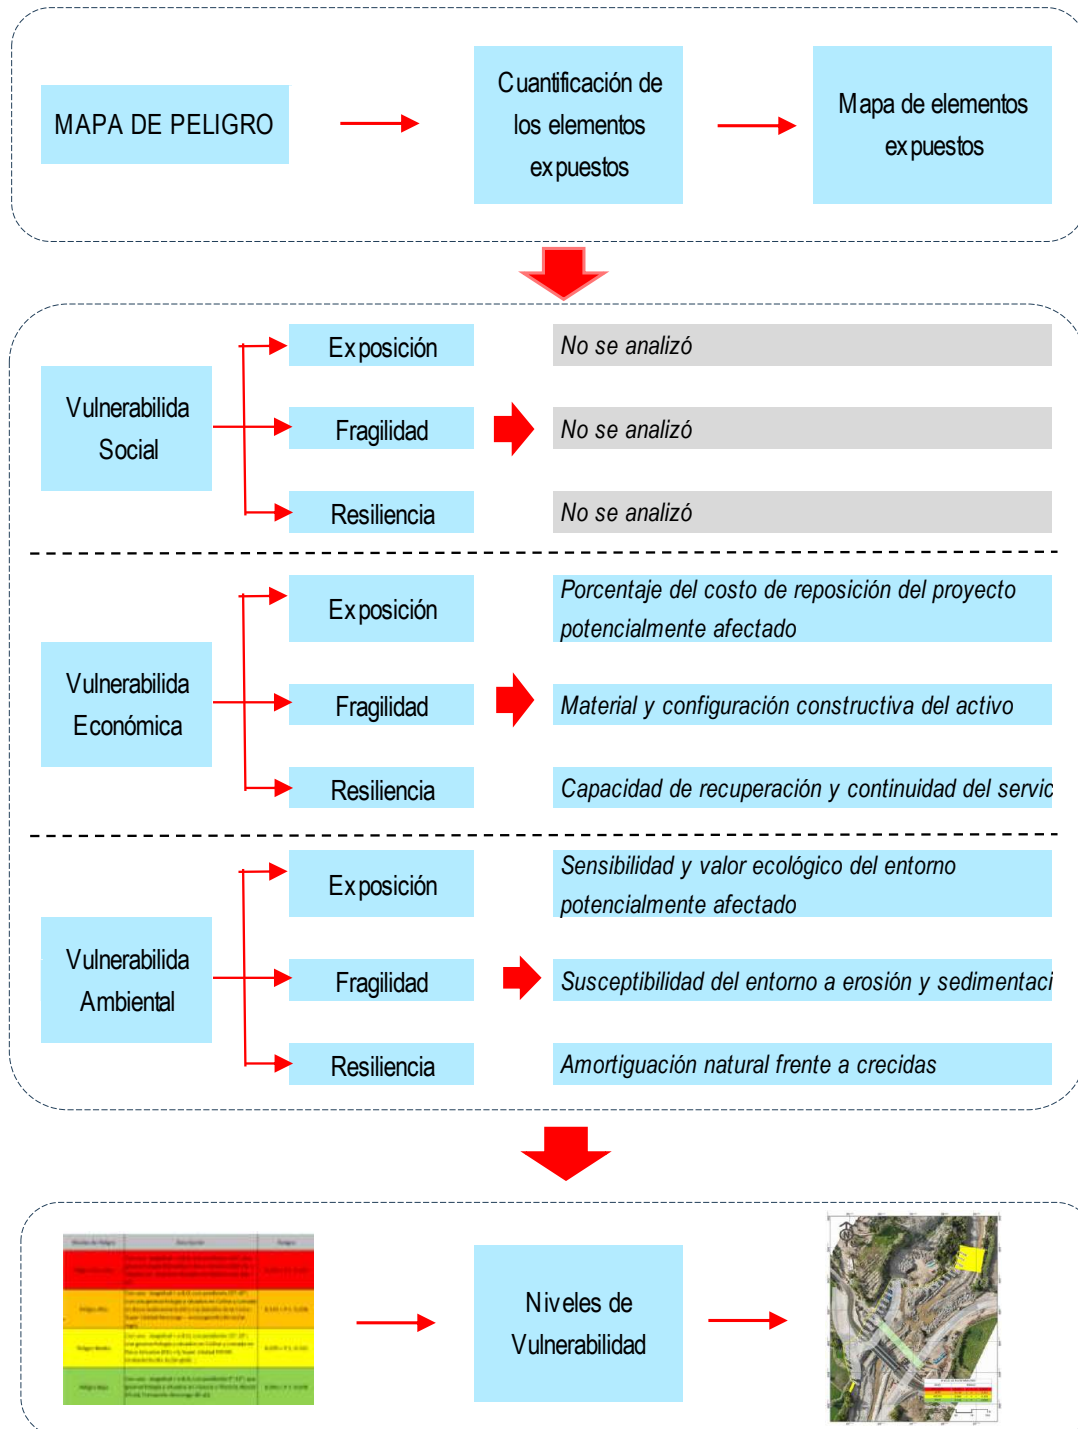 MAPA DE PELIGRO
Cuantificación de
los elementos
expuestos
Mapa de elementos
expuestos
Vulnerabilida
Social
Exposición
No se analizó
Fragilidad
No se analizó
Resiliencia
No se analizó
Vulnerabilida
Económica
Exposición
Porcentaje del costo de reposición del proyecto
potencialmente afectado
Fragilidad
Material y configuración constructiva del activo
Resiliencia
Capacidad de recuperación y continuidad del servic
Vulnerabilida
Ambiental
Exposición
Sensibilidad y valor ecológico del entorno
potencialmente afectado
Fragilidad
Susceptibilidad del entorno a erosión y sedimentaci
Resiliencia
Amortiguación natural frente a crecidas
Niveles de
Vulnerabilidad